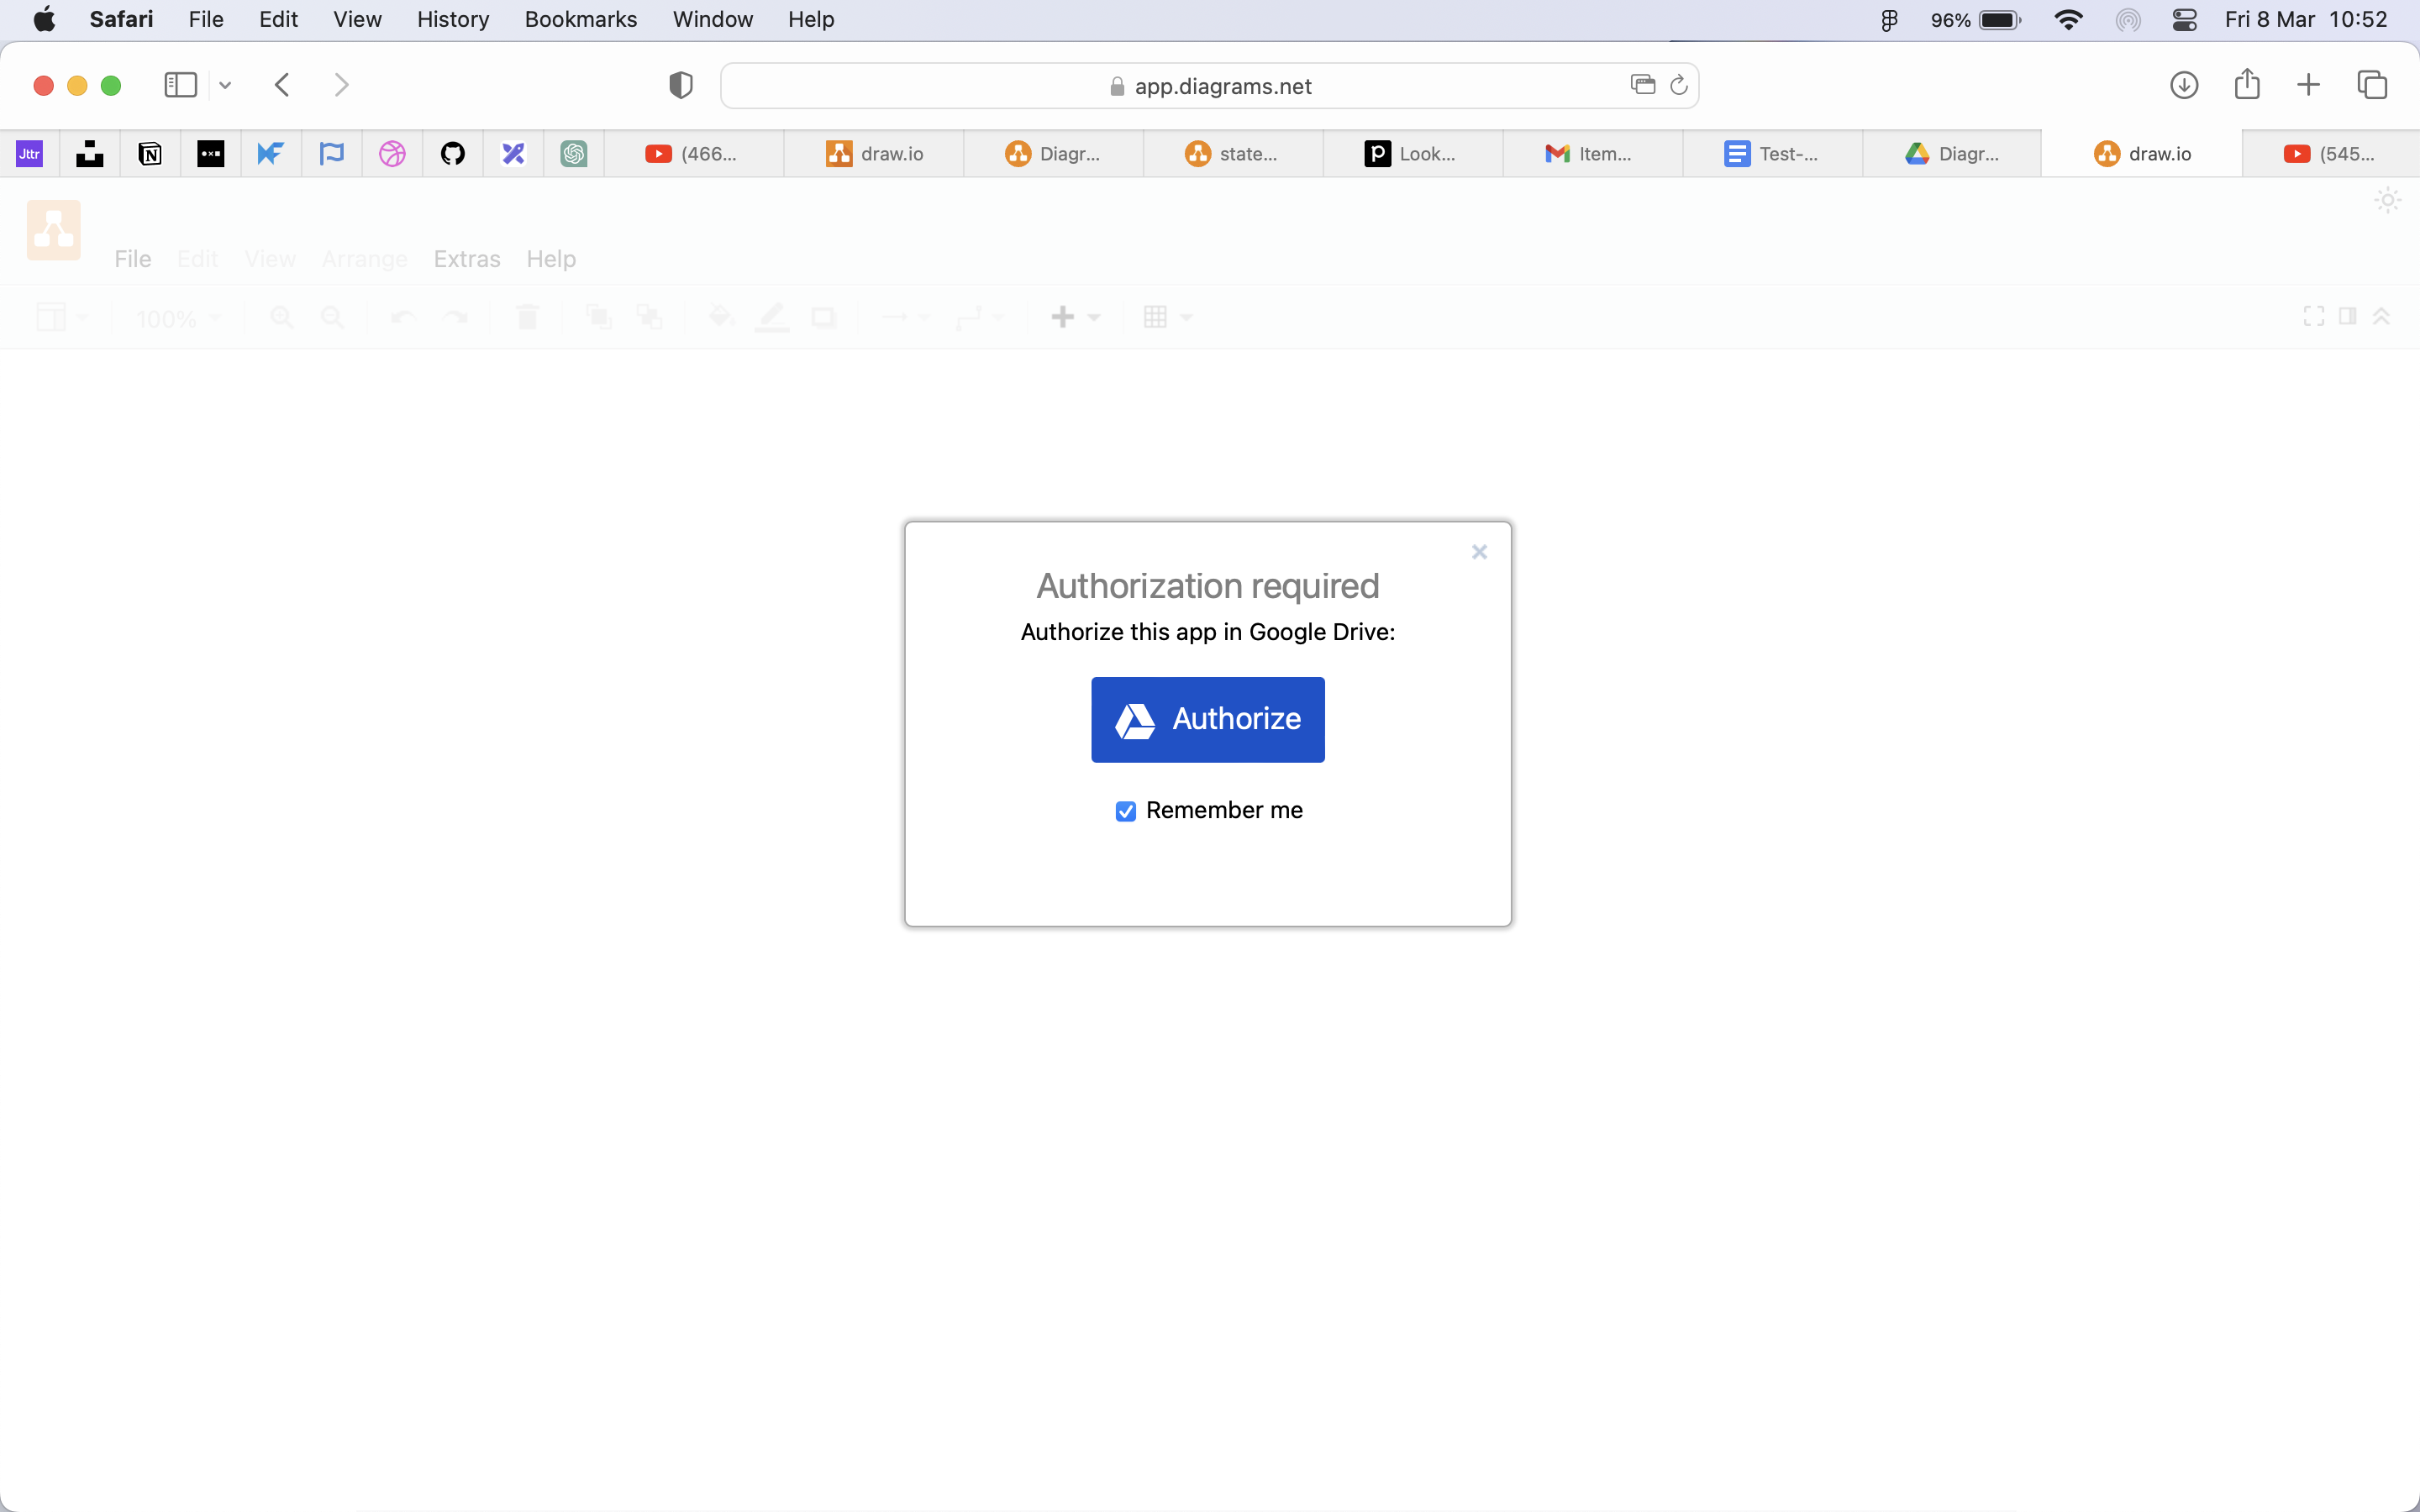 Safari File Edit View History Bookmarks Window Help 96% Fri 8 Mar 10:52
app.diagrams.net
Jttr N (466... draw.io Diagr... state... p Look... Item... Test-... Diagr... draw.io (545...
File Edit View Arrange Extras Help
100%
Authorization required
Authorize this app in Google Drive:
Authorize
Remember me